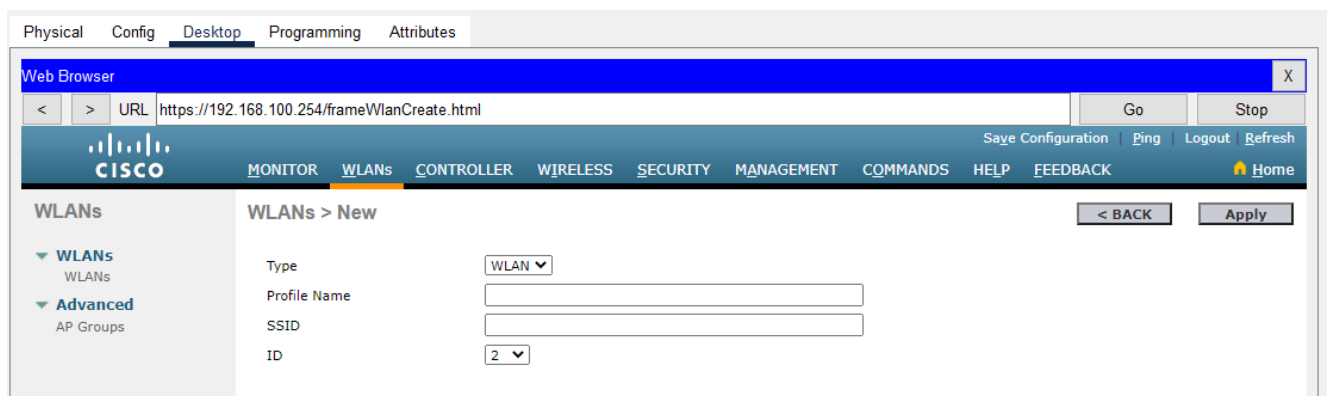 Physical Config Desktop Programming Attributes
Web Browser X
< > URL https://192.168.100.254/frameWlanCreate.html Go Stop
Save Configuration | Ping | Logout | Refresh
CISCO MONITOR WLANs CONTROLLER WIRELESS SECURITY MANAGEMENT COMMANDS HELP FEEDBACK Home
WLANs WLANs > New < BACK Apply
WLANs
WLANs
Advanced
AP Groups
Type WLAN
Profile Name
SSID
ID 2